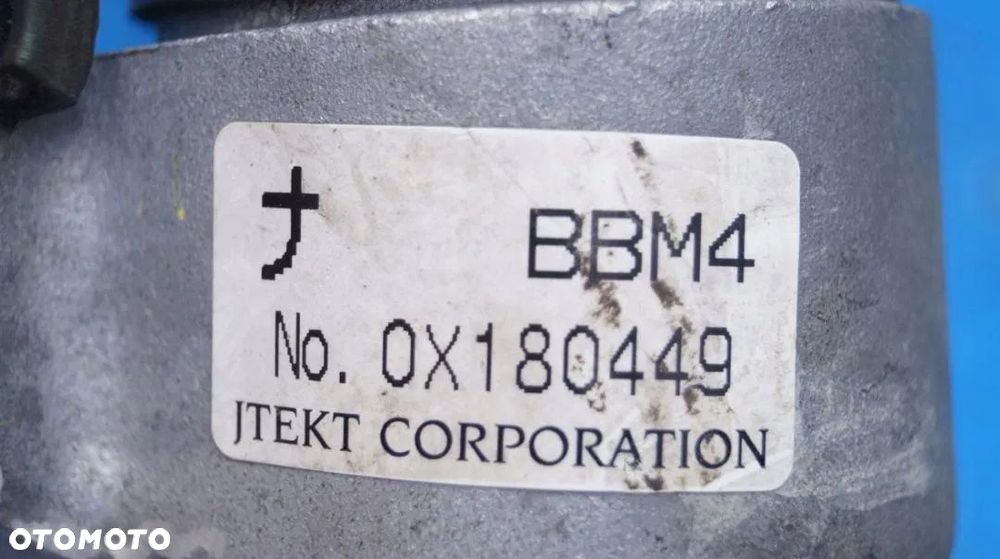 ナ BBM4
No. 0X180449
JTEKT CORPORATION
OTOMOTO